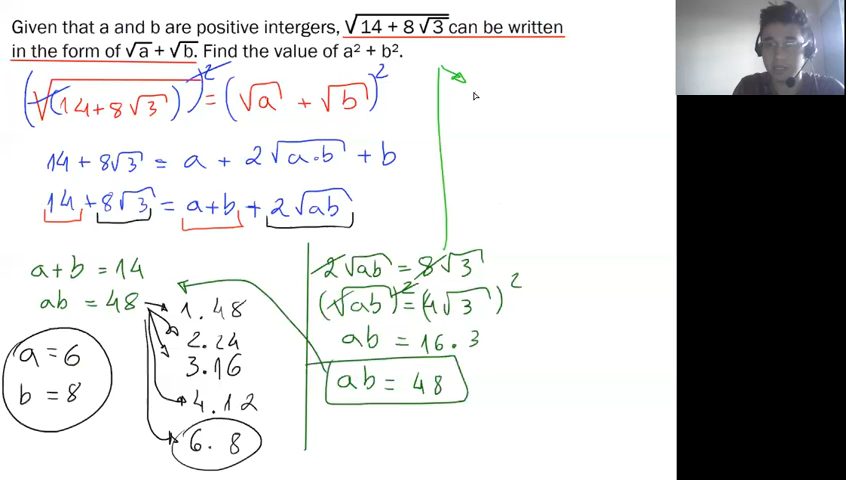 Given that a and b are positive intergers, √14 + 8√3 can be written
in the form of √a + √b. Find the value of a² + b².
(√(14+8√3))² = (√a + √b)²
14 + 8√3 = a + 2√a·b + b
14 + 8√3 = a+b + 2√ab
a+b = 14
ab = 48
1.48
2.24
3.16
4.12
6.8
a = 6
b = 8
2√ab = 8√3
(√ab)² = (4√3)²
ab = 16.3
ab = 48